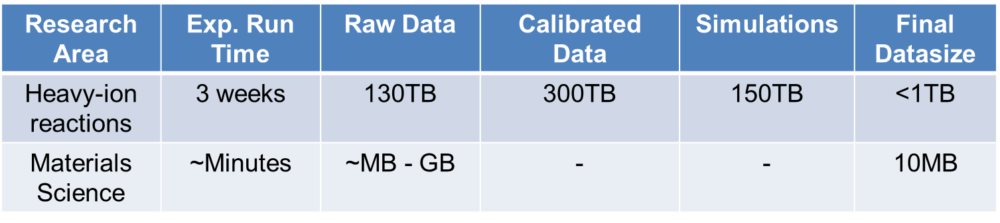 Research Area Exp. Run Time Raw Data Calibrated Data Simulations Final Datasize
Heavy-ion reactions 3 weeks 130TB 300TB 150TB <1TB
Materials Science ~Minutes ~MB - GB - - 10MB